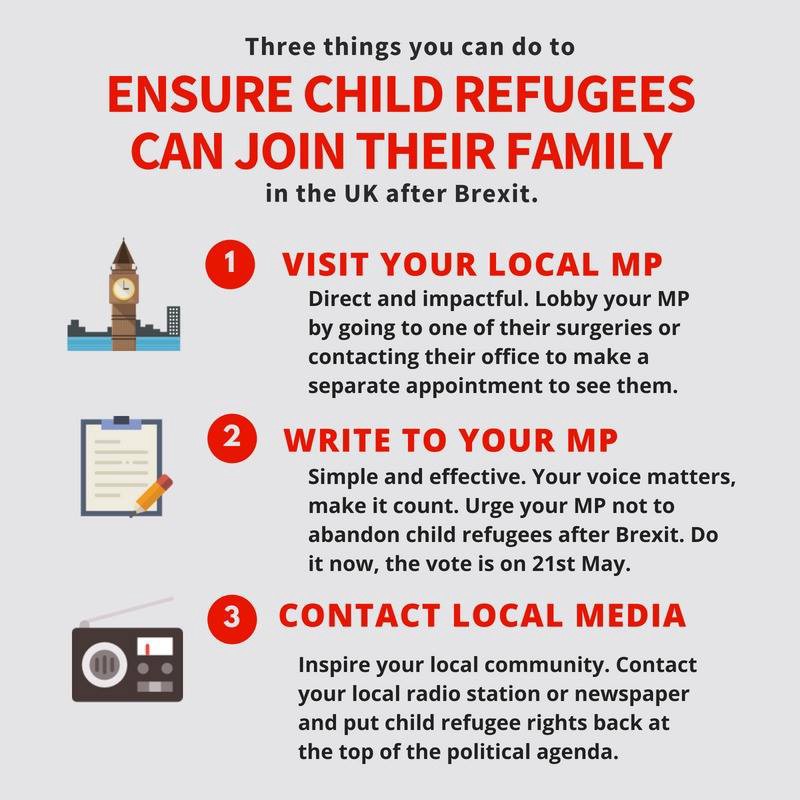 Three things you can do to
ENSURE CHILD REFUGEES
CAN JOIN THEIR FAMILY
in the UK after Brexit.
1 VISIT YOUR LOCAL MP
Direct and impactful. Lobby your MP
by going to one of their surgeries or
contacting their office to make a
separate appointment to see them.
2 WRITE TO YOUR MP
Simple and effective. Your voice matters,
make it count. Urge your MP not to
abandon child refugees after Brexit. Do
it now, the vote is on 21st May.
3 CONTACT LOCAL MEDIA
Inspire your local community. Contact
your local radio station or newspaper
and put child refugee rights back at
the top of the political agenda.